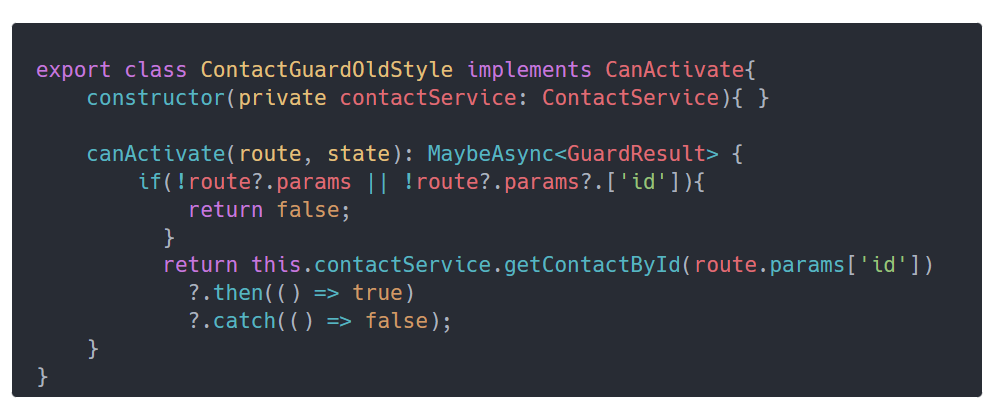 export class ContactGuardOldStyle implements CanActivate{
    constructor(private contactService: ContactService){ }

    canActivate(route, state): MaybeAsync<GuardResult> {
        if(!route?.params || !route?.params?.['id']){
            return false;
          }
          return this.contactService.getContactById(route.params['id'])
            ?.then(() => true)
            ?.catch(() => false);
    }
}